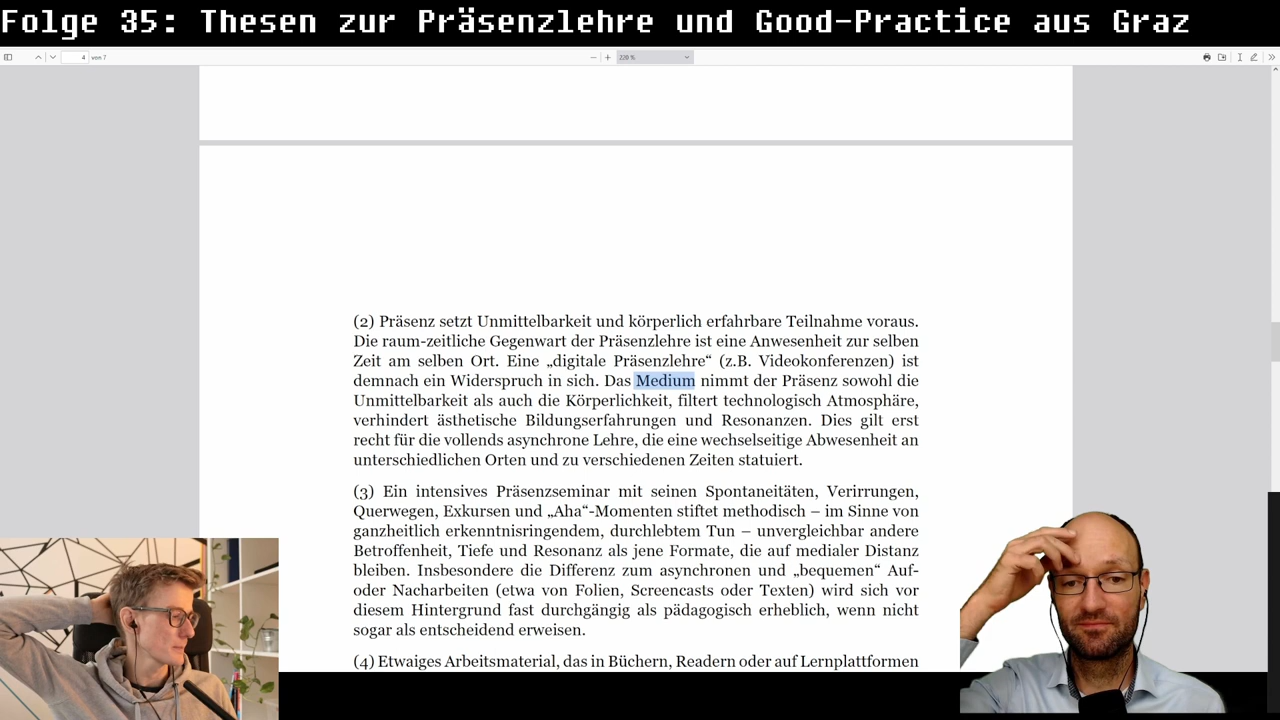 Folge 35: Thesen zur Präsenzlehre und Good-Practice aus Graz
4 von 7
220 %
(2) Präsenz setzt Unmittelbarkeit und körperlich erfahrbare Teilnahme voraus.
Die raum-zeitliche Gegenwart der Präsenzlehre ist eine Anwesenheit zur selben
Zeit am selben Ort. Eine „digitale Präsenzlehre“ (z.B. Videokonferenzen) ist
demnach ein Widerspruch in sich. Das Medium nimmt der Präsenz sowohl die
Unmittelbarkeit als auch die Körperlichkeit, filtert technologisch Atmosphäre,
verhindert ästhetische Bildungserfahrungen und Resonanzen. Dies gilt erst
recht für die vollends asynchrone Lehre, die eine wechselseitige Abwesenheit an
unterschiedlichen Orten und zu verschiedenen Zeiten statuiert.
(3) Ein intensives Präsenzseminar mit seinen Spontaneitäten, Verirrungen,
Querwegen, Exkursen und „Aha“-Momenten stiftet methodisch – im Sinne von
ganzheitlich erkenntnisringendem, durchlebtem Tun – unvergleichbar andere
Betroffenheit, Tiefe und Resonanz als jene Formate, die auf medialer Distanz
bleiben. Insbesondere die Differenz zum asynchronen und „bequemen“ Auf-
oder Nacharbeiten (etwa von Folien, Screencasts oder Texten) wird sich vor
diesem Hintergrund fast durchgängig als pädagogisch erheblich, wenn nicht
sogar als entscheidend erweisen.
(4) Etwaiges Arbeitsmaterial, das in Büchern, Readern oder auf Lernplattformen